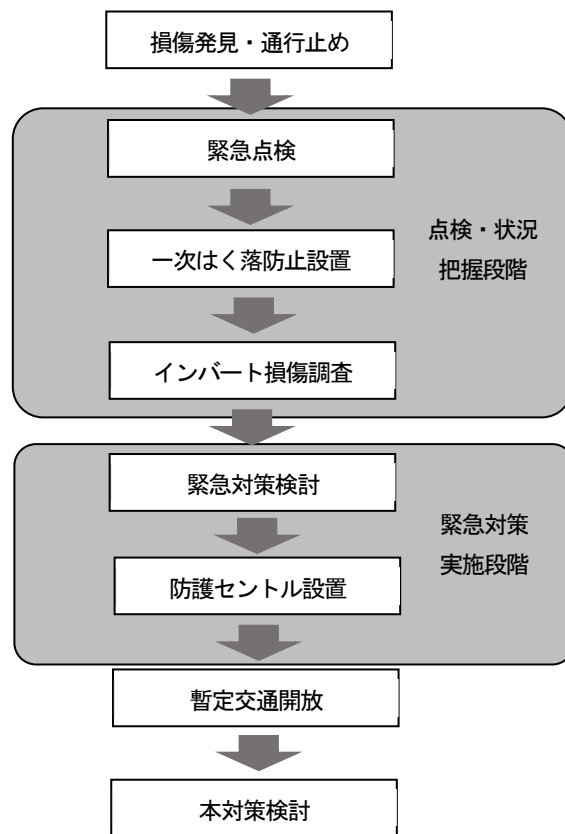 損傷発見・通行止め
緊急点検
一次はく落防止設置
点検・状況
把握段階
インバート損傷調査
緊急対策検討
緊急対策
実施段階
防護セントル設置
暫定交通開放
本対策検討